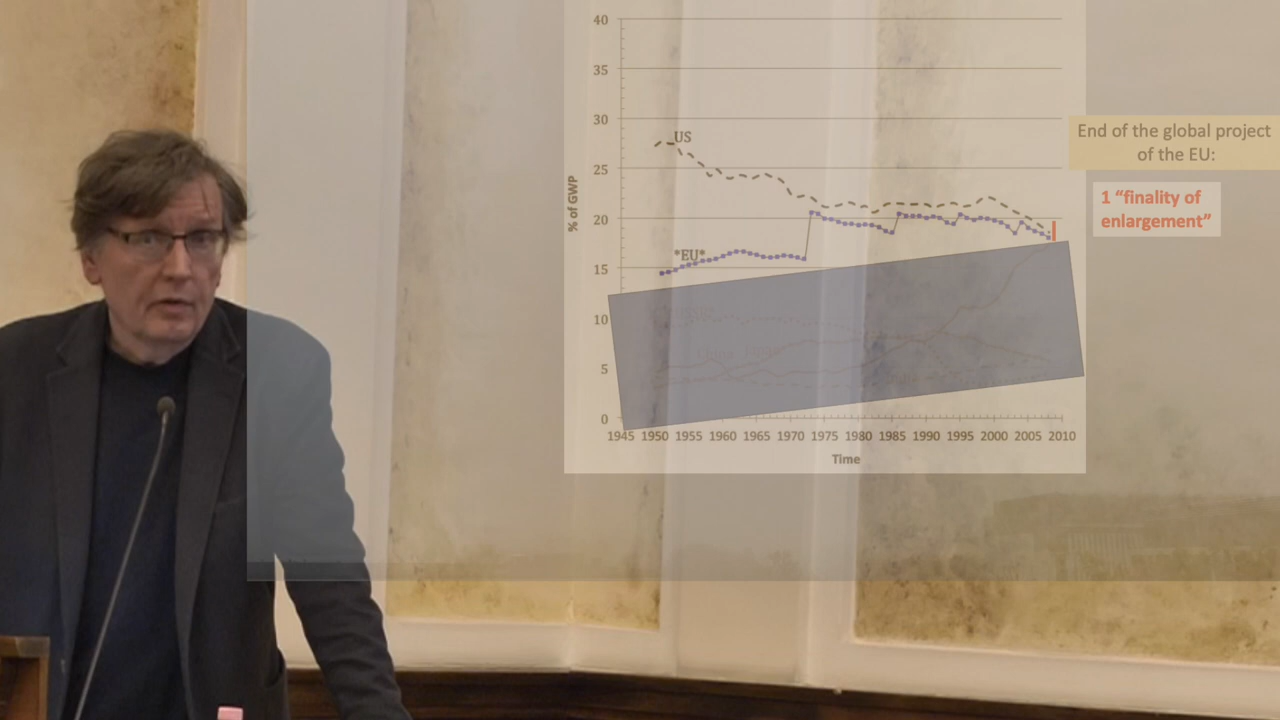 40
35
30
25
20
15
10
5
0
% of GWP
US
*EU*
1945 1950 1955 1960 1965 1970 1975 1980 1985 1990 1995 2000 2005 2010
Time
End of the global project
of the EU:
1 “finality of
enlargement”